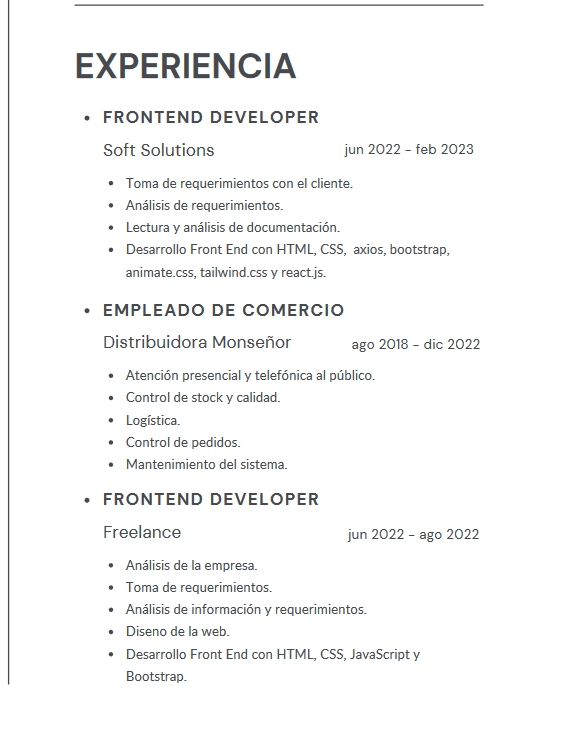 EXPERIENCIA
• FRONTEND DEVELOPER
Soft Solutions jun 2022 – feb 2023
• Toma de requerimientos con el cliente.
• Análisis de requerimientos.
• Lectura y análisis de documentación.
• Desarrollo Front End con HTML, CSS, axios, bootstrap,
animate.css, tailwind.css y react.js.
• EMPLEADO DE COMERCIO
Distribuidora Monseñor ago 2018 – dic 2022
• Atención presencial y telefónica al público.
• Control de stock y calidad.
• Logística.
• Control de pedidos.
• Mantenimiento del sistema.
• FRONTEND DEVELOPER
Freelance jun 2022 – ago 2022
• Análisis de la empresa.
• Toma de requerimientos.
• Análisis de información y requerimientos.
• Diseno de la web.
• Desarrollo Front End con HTML, CSS, JavaScript y
Bootstrap.